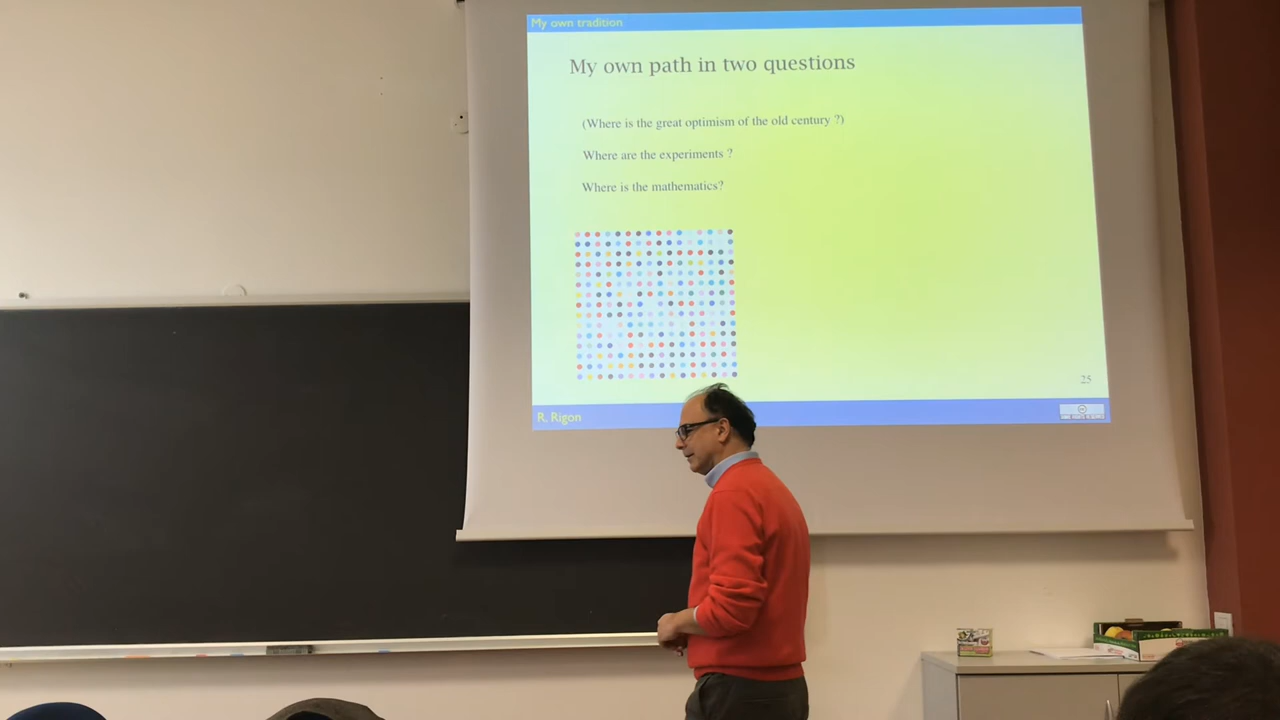 My own tradition
My own path in two questions
(Where is the great optimism of the old century ?)
Where are the experiments ?
Where is the mathematics?
25
R. Rigon